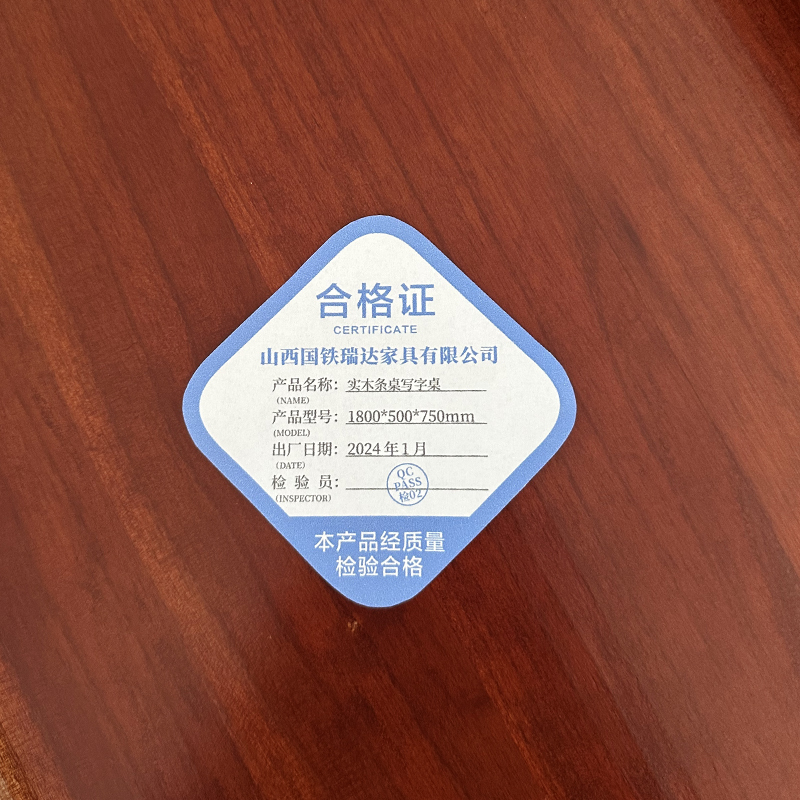 合格证
CERTIFICATE
山西国铁瑞达家具有限公司
产品名称：实木条桌写字桌
(NAME)
产品型号：1800*500*750mm
(MODEL)
出厂日期：2024年1月
(DATE)
检 验 员：
(INSPECTOR)
QC
PASS
检02
本产品经质量
检验合格